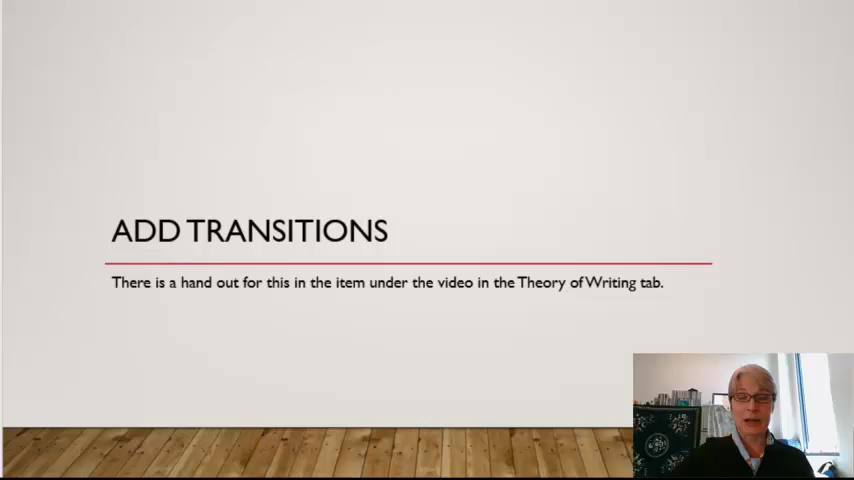 ADD TRANSITIONS
There is a hand out for this in the item under the video in the Theory of Writing tab.